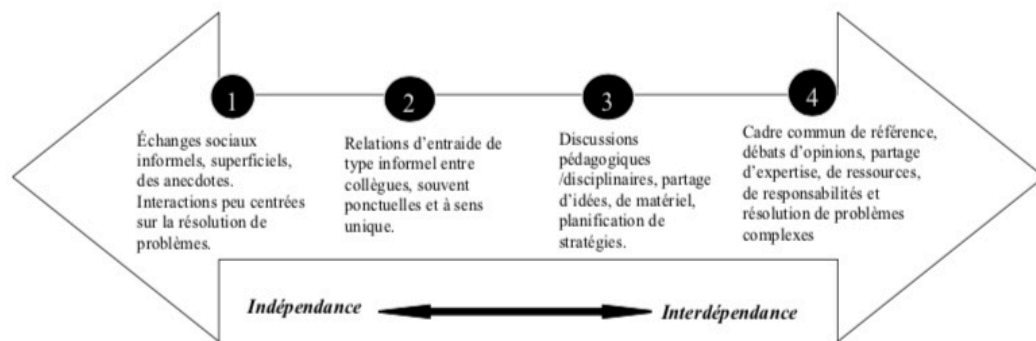 1
Échanges sociaux
informels, superficiels,
des anecdotes.
Interactions peu centrées
sur la résolution de
problèmes.
2
Relations d'entraide de
type informel entre
collègues, souvent
ponctuelles et à sens
unique.
3
Discussions
pédagogiques
/disciplinaires, partage
d'idées, de matériel,
planification de
stratégies.
4
Cadre commun de référence,
débats d'opinions, partage
d'expertise, de ressources,
de responsabilités et
résolution de problèmes
complexes
Indépendance
Interdépendance